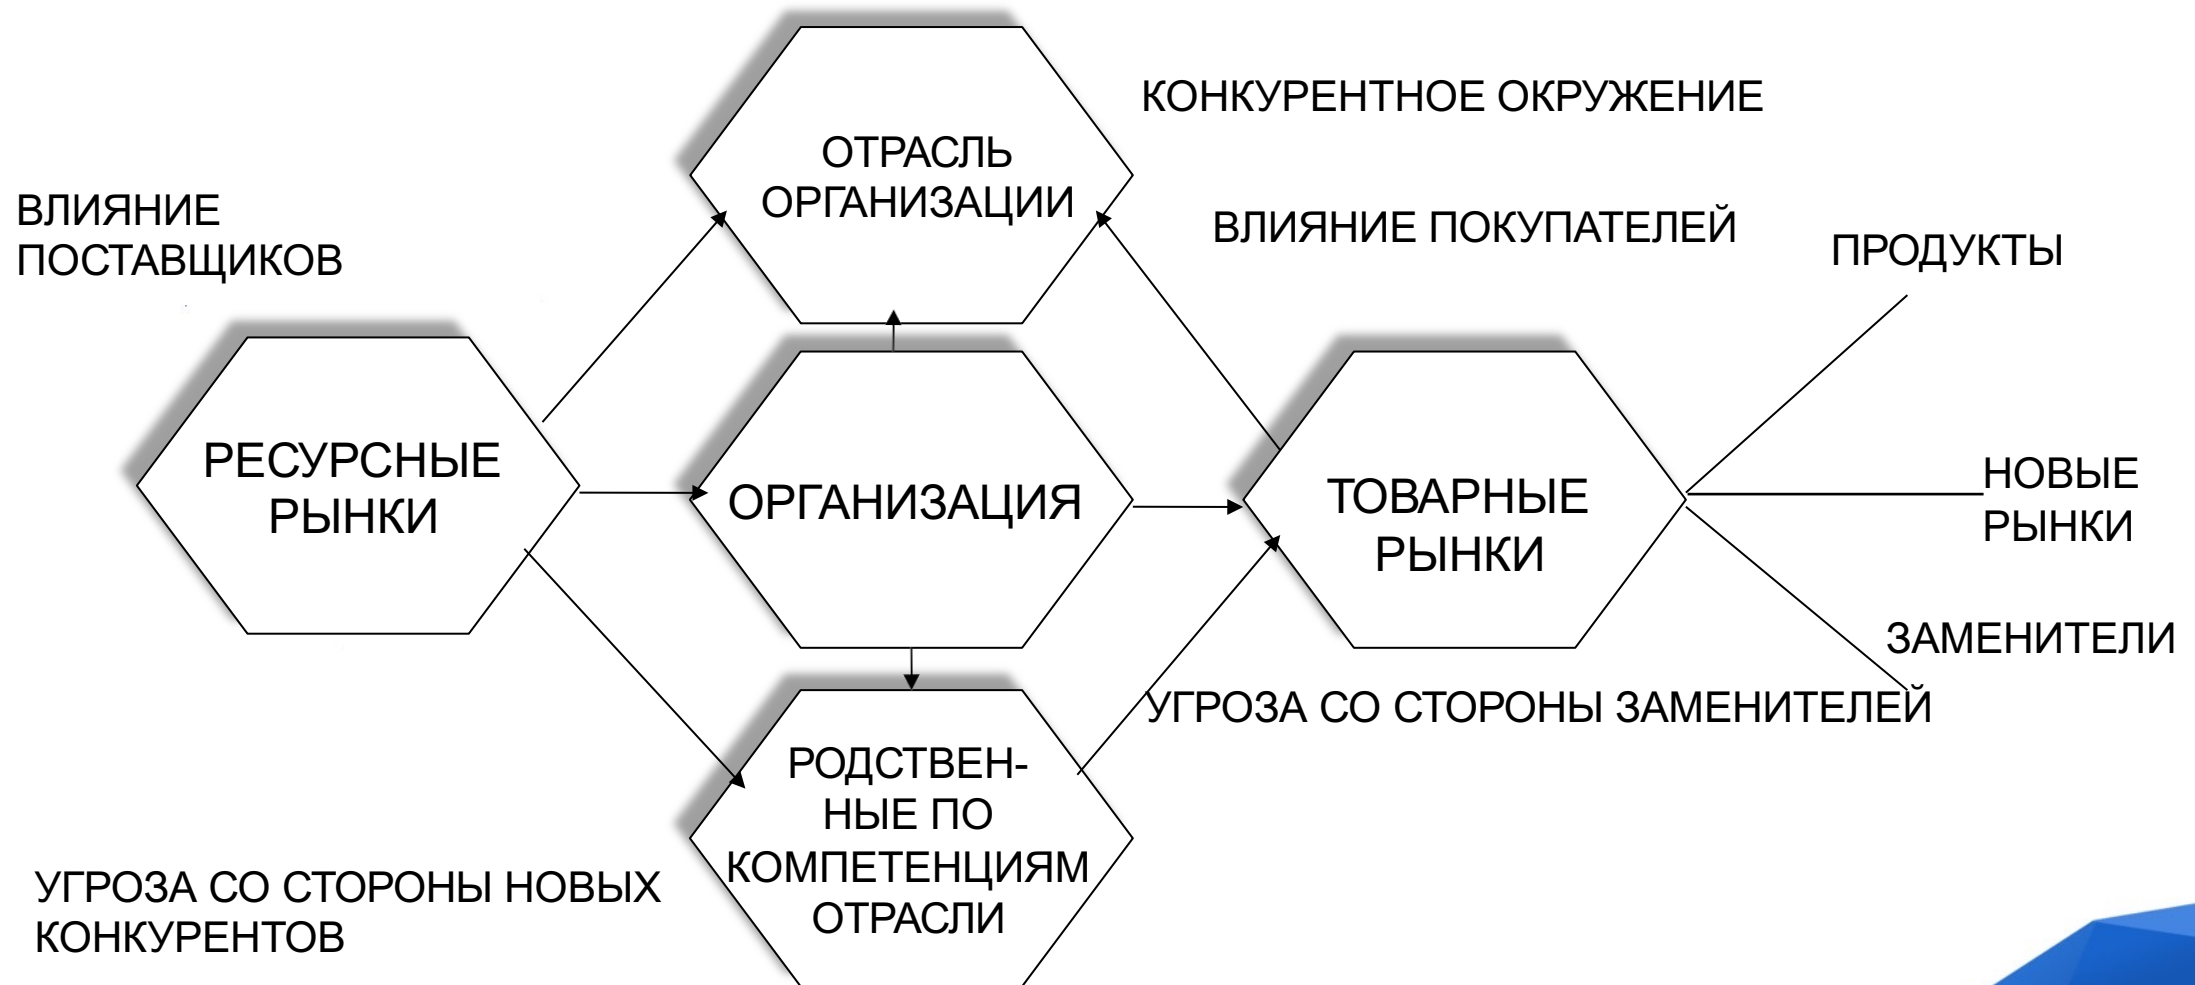 КОНКУРЕНТНОЕ ОКРУЖЕНИЕ
ОТРАСЛЬ
ОРГАНИЗАЦИИ
ВЛИЯНИЕ
ПОСТАВЩИКОВ
ВЛИЯНИЕ ПОКУПАТЕЛЕЙ
ПРОДУКТЫ
РЕСУРСНЫЕ
РЫНКИ
ОРГАНИЗАЦИЯ
ТОВАРНЫЕ
РЫНКИ
НОВЫЕ
РЫНКИ
ЗАМЕНИТЕЛИ
УГРОЗА СО СТОРОНЫ ЗАМЕНИТЕЛЕЙ
РОДСТВЕН-
НЫЕ ПО
КОМПЕТЕНЦИЯМ
ОТРАСЛИ
УГРОЗА СО СТОРОНЫ НОВЫХ
КОНКУРЕНТОВ